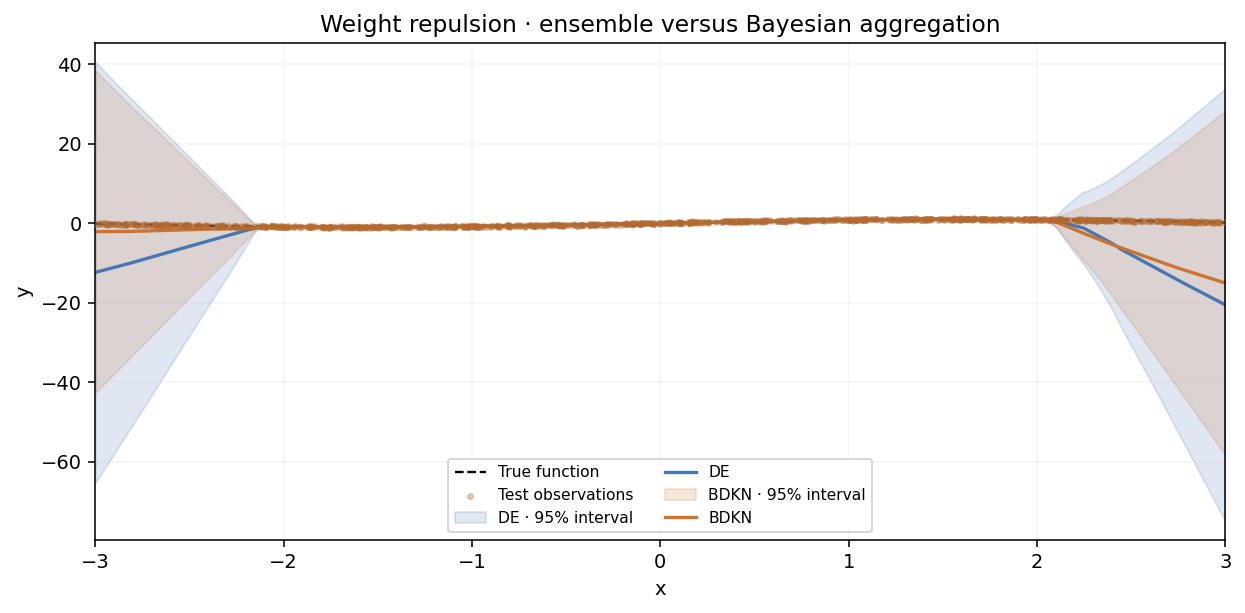 Weight repulsion · ensemble versus Bayesian aggregation
40
20
0
−20
−40
−60
y
True function
Test observations
DE · 95% interval
DE
BDKN · 95% interval
BDKN
−3
−2
−1
0
1
2
3
x